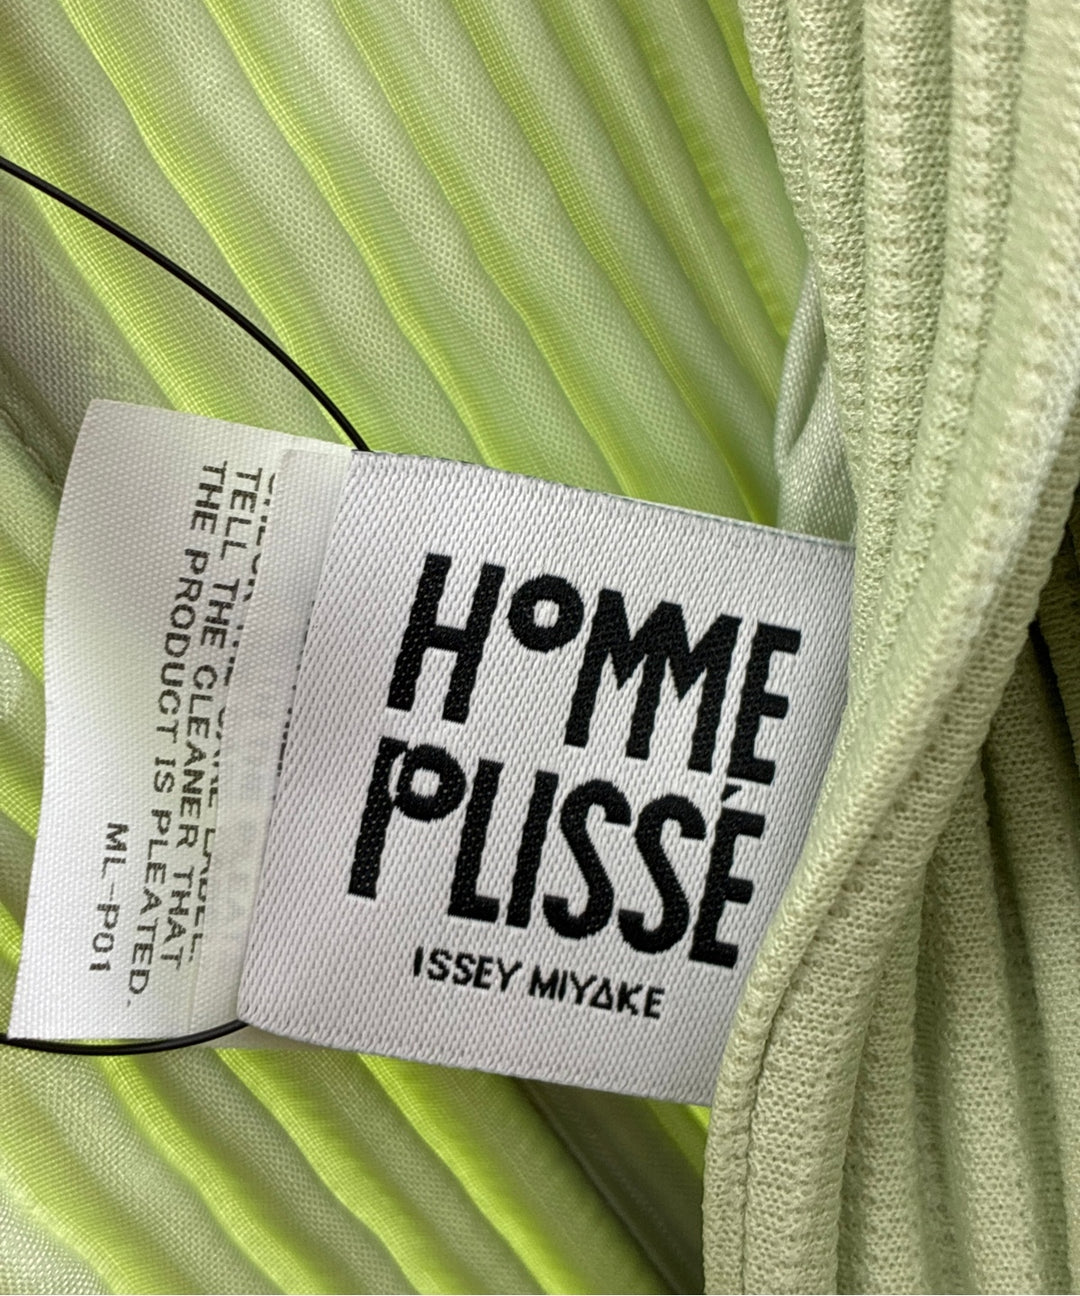 HOMME
PLISSÉ
ISSEY MIYAKE
TELL THE CLEANER THAT
THE PRODUCT IS PLEATED.
ML-P01